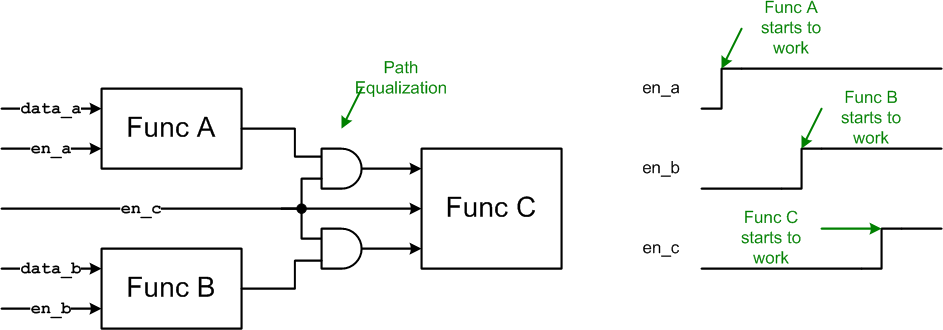 Func A
starts to
work
Path
Equalization
en_a
data_a
Func A
en_a
Func B
starts to
work
en_b
en_c
Func C
Func C
starts to
work
en_c
data_b
Func B
en_b